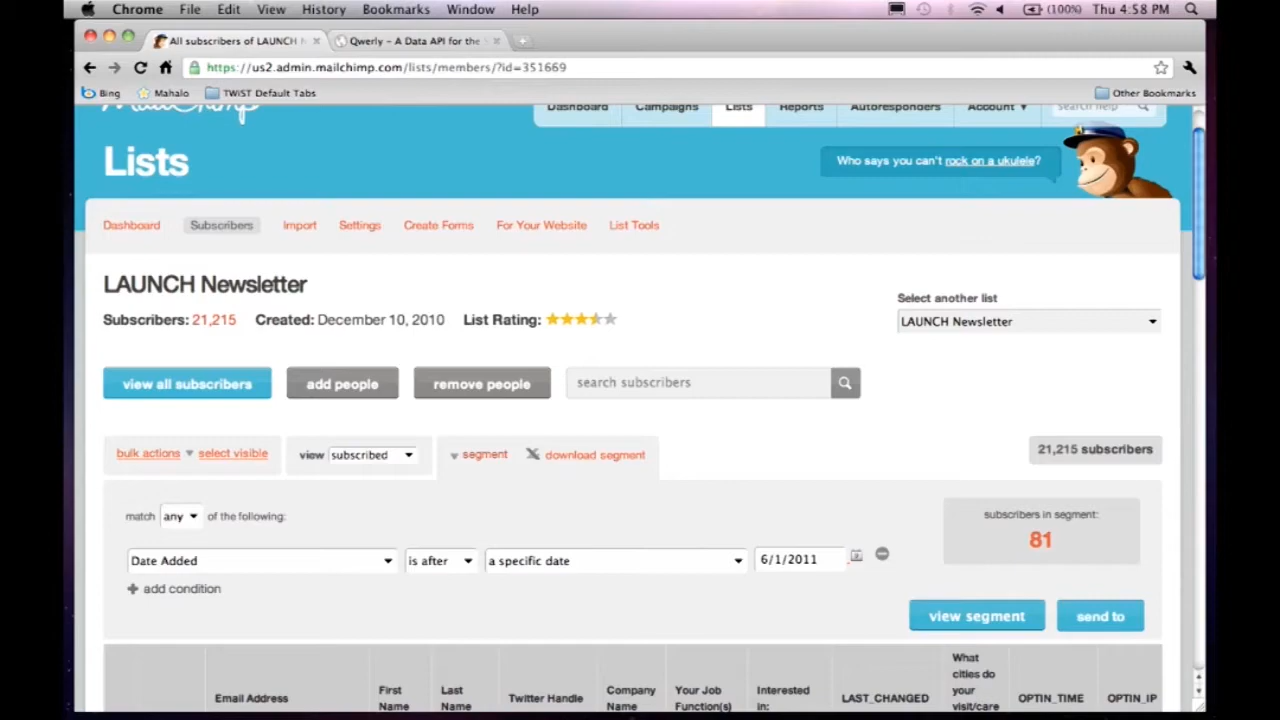 Chrome File Edit View History Bookmarks Window Help (100%) Thu 4:58 PM
All subscribers of LAUNCH Qwerly – A Data API for the
https://us2.admin.mailchimp.com/lists/members/?id=351669
Bing Mahalo TWiST Default Tabs Other Bookmarks
MailChimp Dashboard Campaigns Lists Reports Autoresponders Account search help
Lists
Who says you can't rock on a ukulele?
Dashboard Subscribers Import Settings Create Forms For Your Website List Tools
LAUNCH Newsletter
Select another list
Subscribers: 21,215 Created: December 10, 2010 List Rating:
LAUNCH Newsletter
view all subscribers add people remove people search subscribers
bulk actions select visible view subscribed segment download segment 21,215 subscribers
match any of the following:
subscribers in segment:
81
Date Added is after a specific date 6/1/2011
add condition
view segment send to
Email Address
First Name
Last Name
Twitter Handle
Company Name
Your Job Function(s)
Interested in:
LAST_CHANGED
What cities do your visit/care
OPTIN_TIME
OPTIN_IP